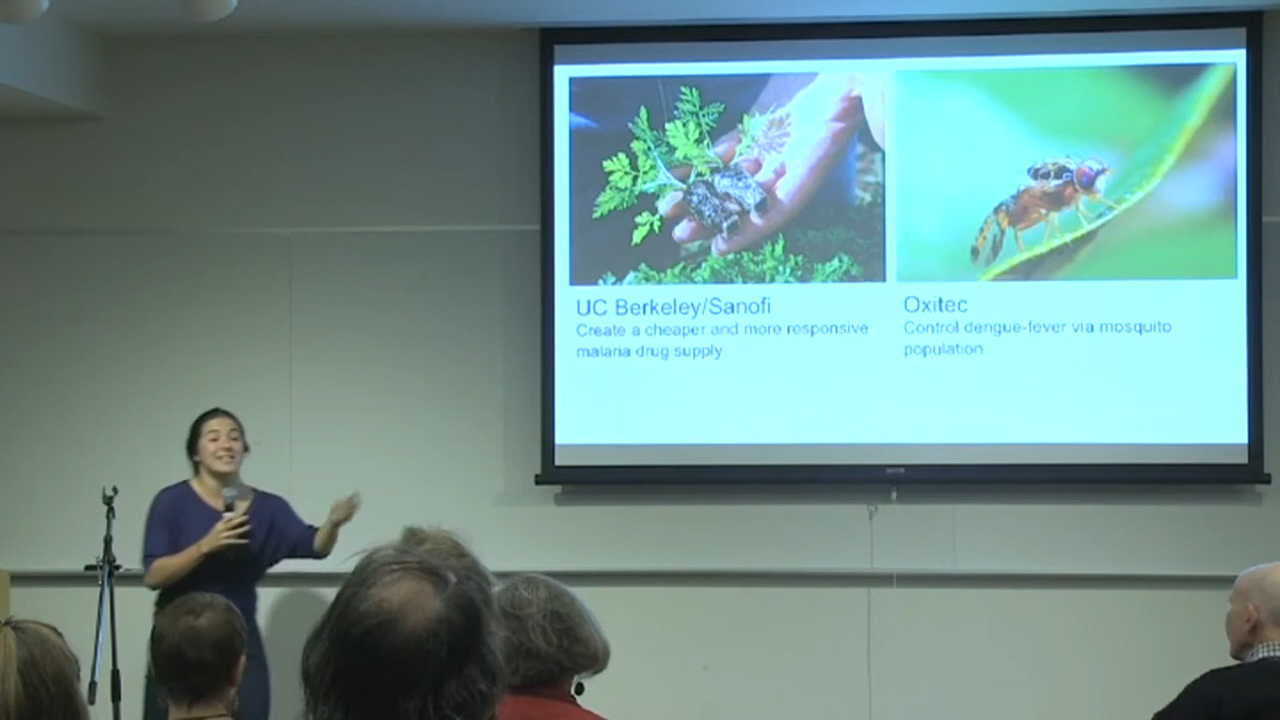 UC Berkeley/Sanofi
Create a cheaper and more responsive
malaria drug supply
Oxitec
Control dengue-fever via mosquito
population